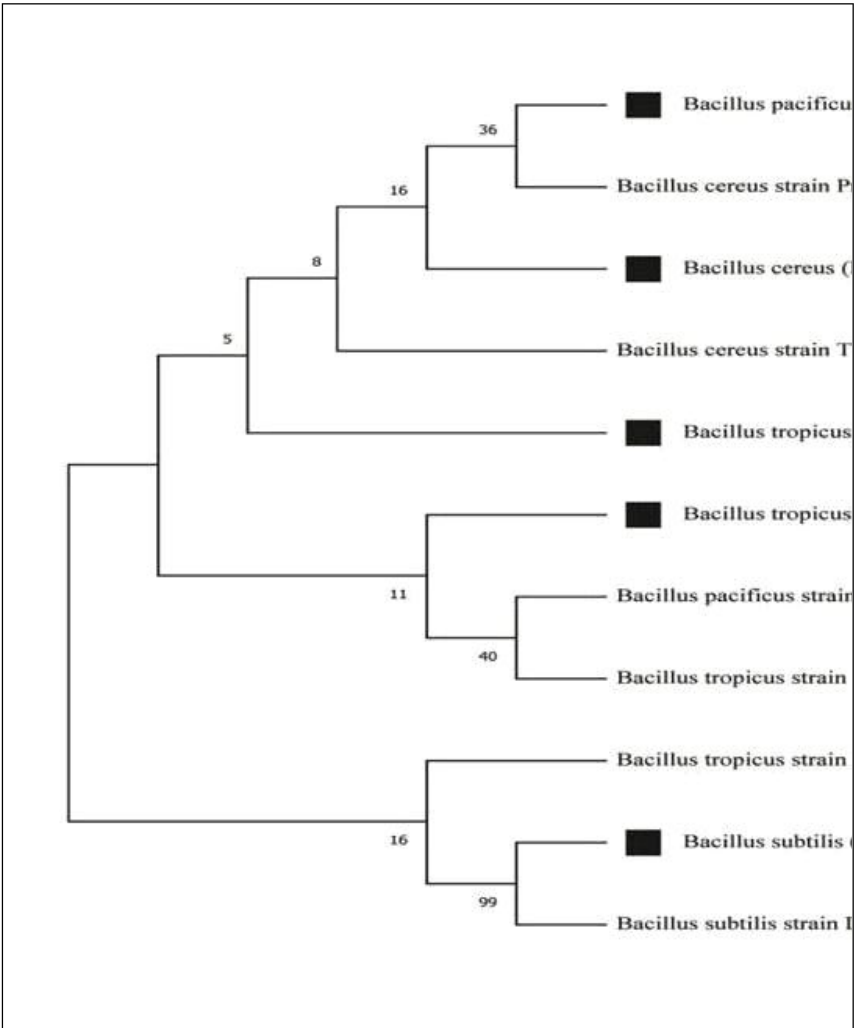 Bacillus pacificu
36
Bacillus cereus strain P
16
Bacillus cereus (
8
Bacillus cereus strain T
5
Bacillus tropicus
Bacillus tropicus
Bacillus pacificus strain
11
40
Bacillus tropicus strain
Bacillus tropicus strain
16
Bacillus subtilis
99
Bacillus subtilis strain